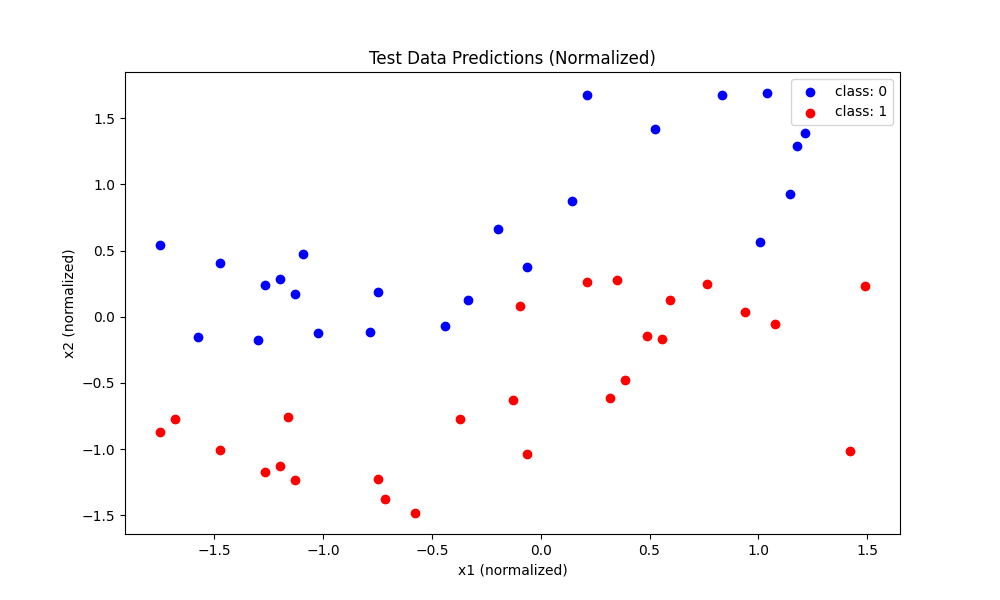 Test Data Predictions (Normalized)
class: 0
class: 1
1.5
1.0
0.5
0.0
−0.5
−1.0
−1.5
x2 (normalized)
−1.5 −1.0 −0.5 0.0 0.5 1.0 1.5
x1 (normalized)